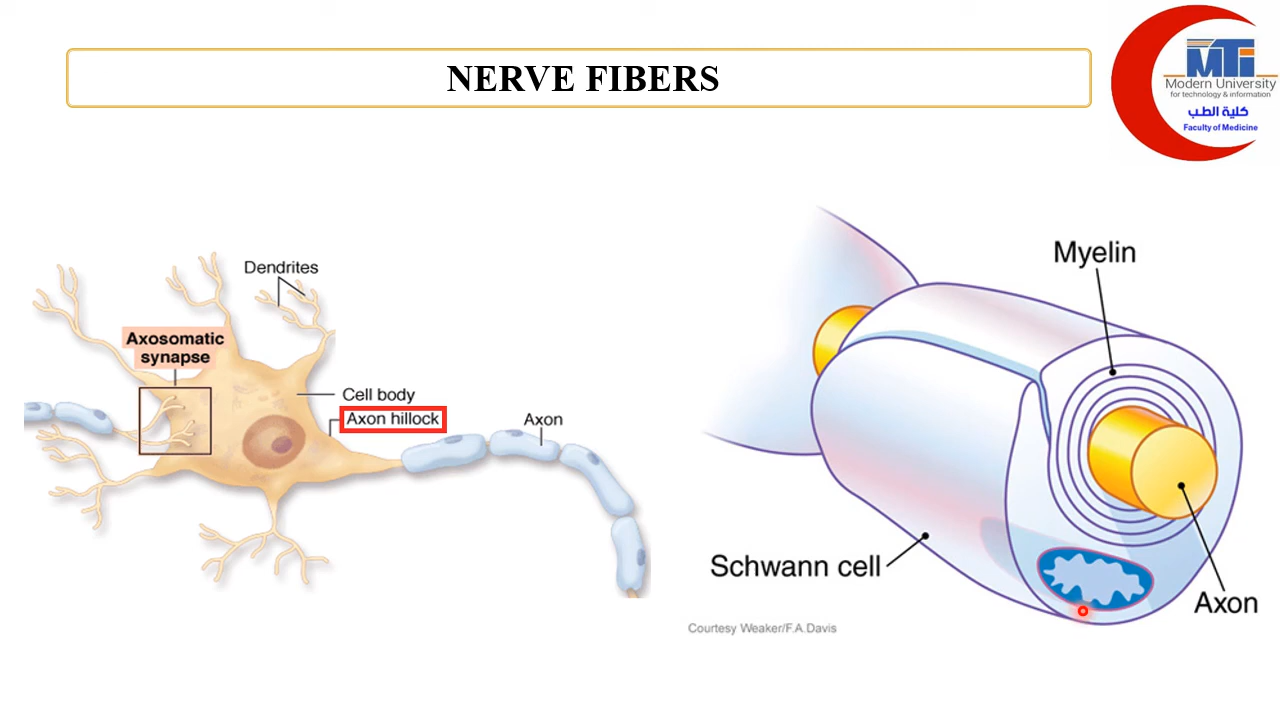 NERVE FIBERS
MTi
Modern University
for technology & information
كلية الطب
Faculty of Medicine
Dendrites
Axosomatic
synapse
Cell body
Axon hillock
Axon
Myelin
Schwann cell
Axon
Courtesy Weaker/F.A.Davis